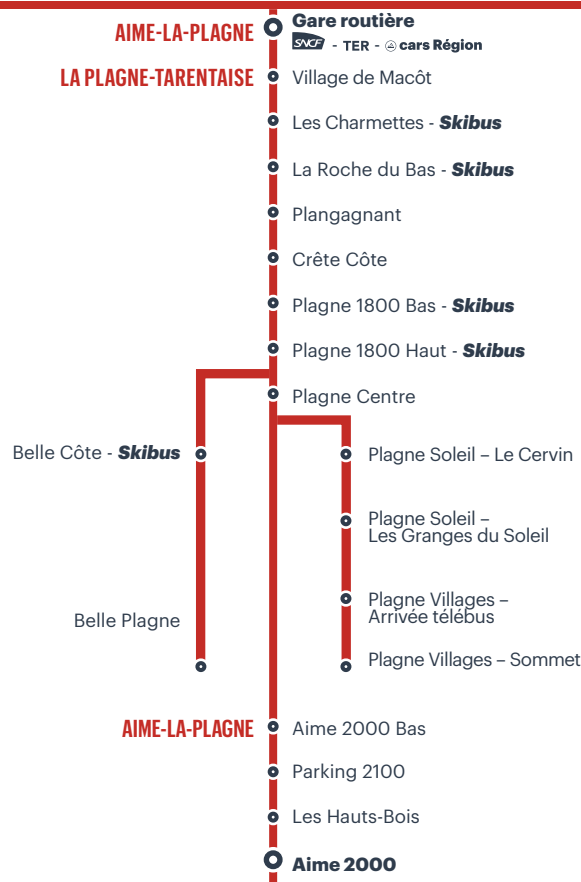 AIME-LA-PLAGNE
Gare routière
SNCF - TER - cars Région
LA PLAGNE-TARENTAISE
Village de Macôt
Les Charmettes - Skibus
La Roche du Bas - Skibus
Plangagnant
Crête Côte
Plagne 1800 Bas - Skibus
Plagne 1800 Haut - Skibus
Plagne Centre
Belle Côte - Skibus
Belle Plagne
Plagne Soleil – Le Cervin
Plagne Soleil –
Les Granges du Soleil
Plagne Villages –
Arrivée télébus
Plagne Villages – Sommet
AIME-LA-PLAGNE
Aime 2000 Bas
Parking 2100
Les Hauts-Bois
Aime 2000